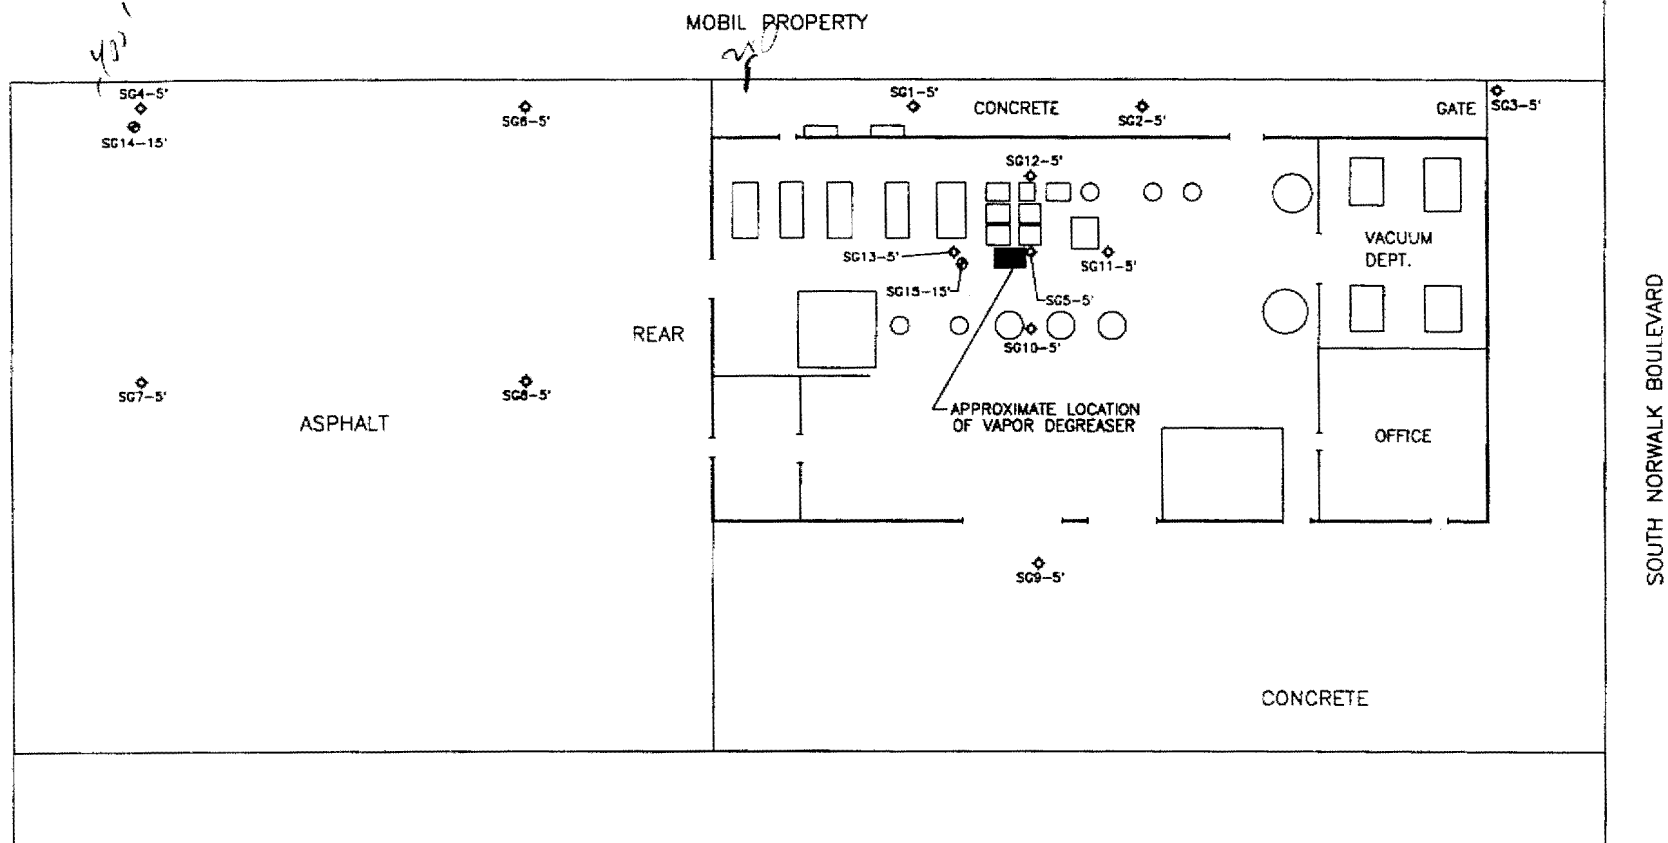 MOBIL PROPERTY
SG4-5'
SG14-15'
SG6-5'
SG1-5'
CONCRETE
SG2-5'
GATE
SG3-5'
SG12-5'
VACUUM
DEPT.
SG13-5'
SG11-5'
SG15-15'
SG5-5'
REAR
SG10-5'
SG7-5'
SG8-5'
ASPHALT
APPROXIMATE LOCATION
OF VAPOR DEGREASER
OFFICE
SG9-5'
CONCRETE
SOUTH NORWALK BOULEVARD